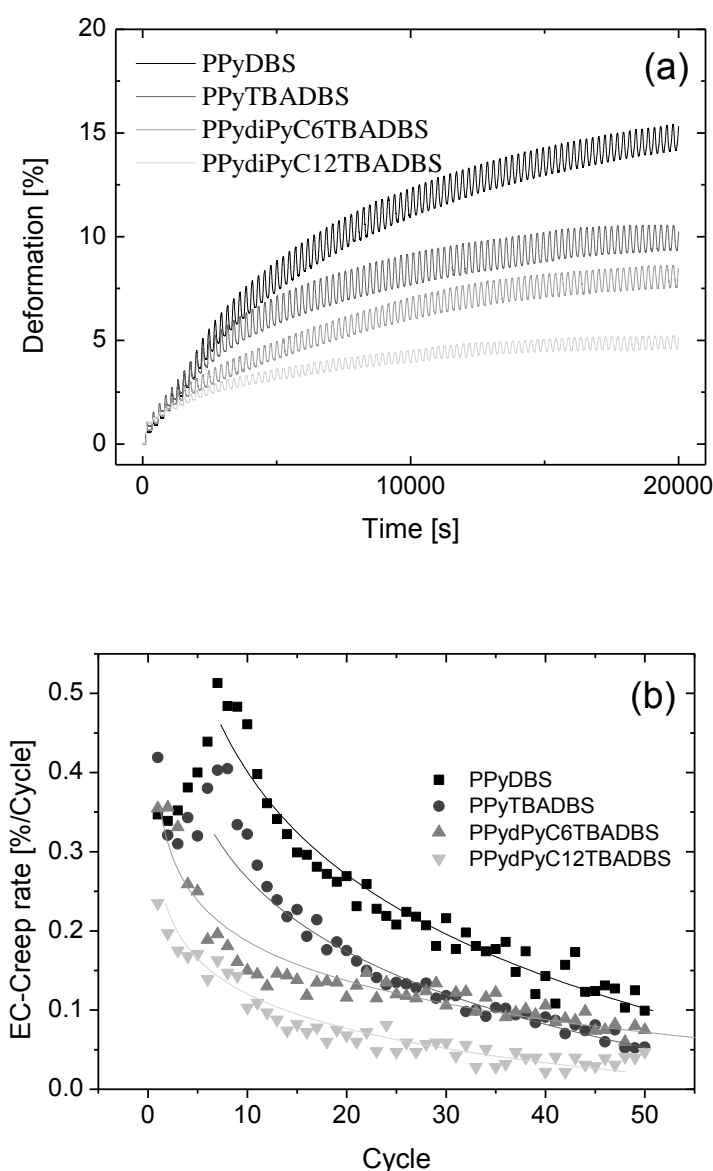 20
(a)
PPyDBS
PPyTBADBS
PPydiPyC6TBADBS
PPydiPyC12TBADBS
15
10
5
0
Deformation [%]
0
10000
20000
Time [s]
(b)
0.5
0.4
0.3
0.2
0.1
0.0
EC-Creep rate [%/Cycle]
PPyDBS
PPyTBADBS
PPydPyC6TBADBS
PPydPyC12TBADBS
0
10
20
30
40
50
Cycle